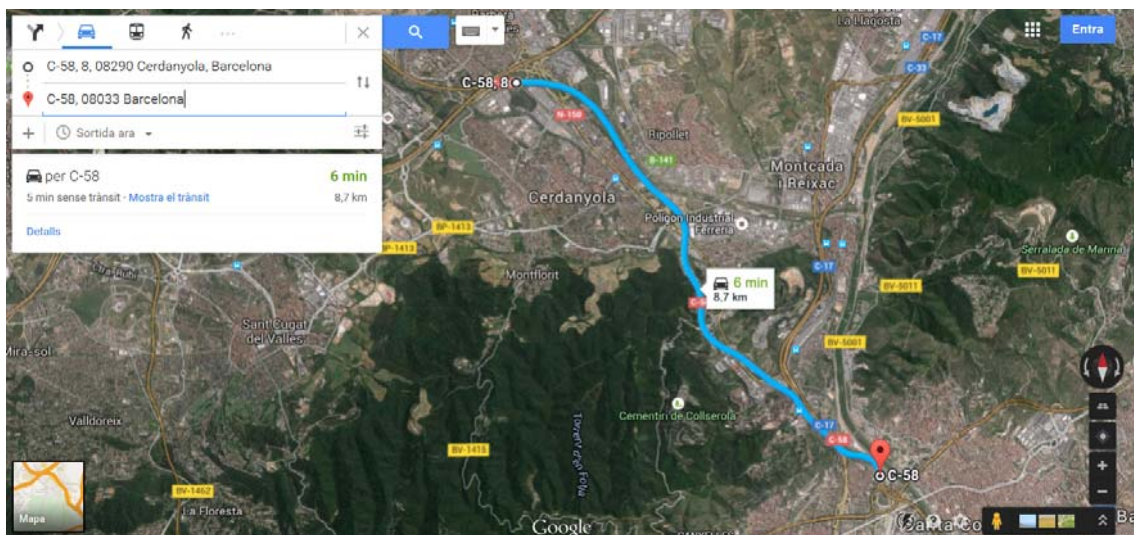 C-58, 8, 08290 Cerdanyola, Barcelona
C-58, 08033 Barcelona
Sortida ara
per C-58
6 min
5 min sense trànsit · Mostra el trànsit
8,7 km
Detalls
Entra
La Llagosta
C-17
C-33
C-58, 8
N-150
BV-5001
Ripollet
B-141
Montcada
i Reixac
Cerdanyola
Polígon Industrial
Ferreria
BP-1413
BP-1413
Serralada de Marina
Montflorit
C-17
BV-5011
BV-5011
6 min
8,7 km
Sant Cugat
del Vallès
Mira-sol
BV-5001
Valldoreix
Cementiri de Collserola
C-17
C-58
BV-1415
C-58
BV-1462
La Floresta
Mapa
Google